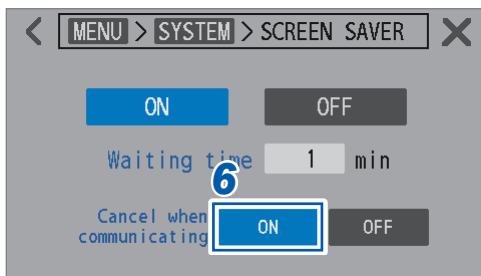 < MENU > SYSTEM > SCREEN SAVER X
ON OFF
Waiting time 1 min
6
Cancel when
communicating ON OFF